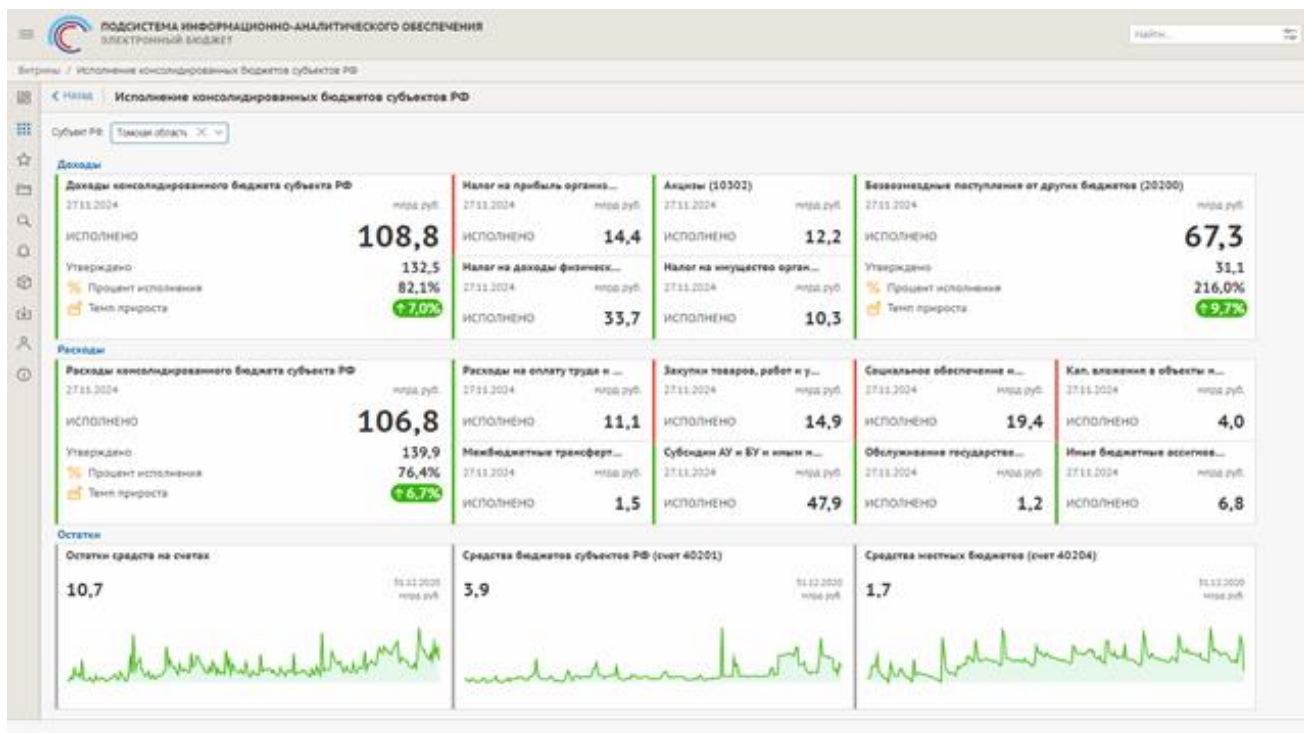 ПОДСИСТЕМА ИНФОРМАЦИОННО-АНАЛИТИЧЕСКОГО ОБЕСПЕЧЕНИЯ
ЭЛЕКТРОННЫЙ БЮДЖЕТ
Найти...
Витрины / Исполнение консолидированных бюджетов субъектов РФ
Назад Исполнение консолидированных бюджетов субъектов РФ
Субъект РФ: Томская область
Доходы
Доходы консолидированного бюджета субъекта РФ
27.11.2024 млрд руб.
ИСПОЛНЕНО 108,8
Утверждено 132,5
Процент исполнения 82,1%
Темп прироста ↑7,0%
Налог на прибыль организ...
27.11.2024 млрд руб.
ИСПОЛНЕНО 14,4
Налог на доходы физическ...
27.11.2024 млрд руб.
ИСПОЛНЕНО 33,7
Акцизы (10302)
27.11.2024 млрд руб.
ИСПОЛНЕНО 12,2
Налог на имущество орган...
27.11.2024 млрд руб.
ИСПОЛНЕНО 10,3
Безвозмездные поступления от других бюджетов (20200)
27.11.2024 млрд руб.
ИСПОЛНЕНО 67,3
Утверждено 31,1
Процент исполнения 216,0%
Темп прироста ↑9,7%
Расходы
Расходы консолидированного бюджета субъекта РФ
27.11.2024 млрд руб.
ИСПОЛНЕНО 106,8
Утверждено 139,9
Процент исполнения 76,4%
Темп прироста ↑6,7%
Расходы на оплату труда и ...
27.11.2024 млрд руб.
ИСПОЛНЕНО 11,1
Межбюджетные трансферт...
27.11.2024 млрд руб.
ИСПОЛНЕНО 1,5
Закупки товаров, работ и у...
27.11.2024 млрд руб.
ИСПОЛНЕНО 14,9
Субсидии АУ и БУ и иным н...
27.11.2024 млрд руб.
ИСПОЛНЕНО 47,9
Социальное обеспечение и...
27.11.2024 млрд руб.
ИСПОЛНЕНО 19,4
Обслуживание государстве...
27.11.2024 млрд руб.
ИСПОЛНЕНО 1,2
Кап. вложения в объекты н...
27.11.2024 млрд руб.
ИСПОЛНЕНО 4,0
Иные бюджетные ассигнов...
27.11.2024 млрд руб.
ИСПОЛНЕНО 6,8
Остатки
Остатки средств на счетах
10,7 31.12.2020
млрд руб.
Средства бюджетов субъектов РФ (счет 40201)
3,9 31.12.2020
млрд руб.
Средства местных бюджетов (счет 40204)
1,7 31.12.2020
млрд руб.